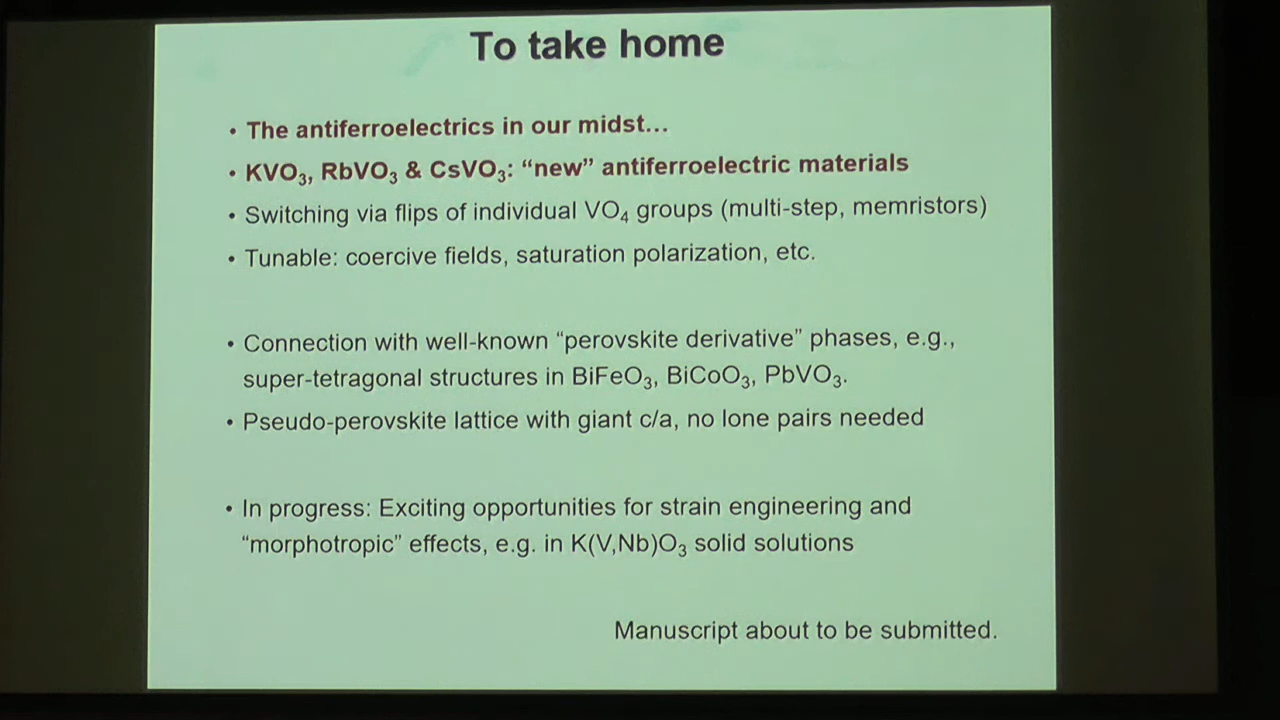 To take home
• The antiferroelectrics in our midst…
• KVO₃, RbVO₃ & CsVO₃: “new” antiferroelectric materials
• Switching via flips of individual VO₄ groups (multi-step, memristors)
• Tunable: coercive fields, saturation polarization, etc.
• Connection with well-known “perovskite derivative” phases, e.g.,
super-tetragonal structures in BiFeO₃, BiCoO₃, PbVO₃.
• Pseudo-perovskite lattice with giant c/a, no lone pairs needed
• In progress: Exciting opportunities for strain engineering and
“morphotropic” effects, e.g. in K(V,Nb)O₃ solid solutions
Manuscript about to be submitted.